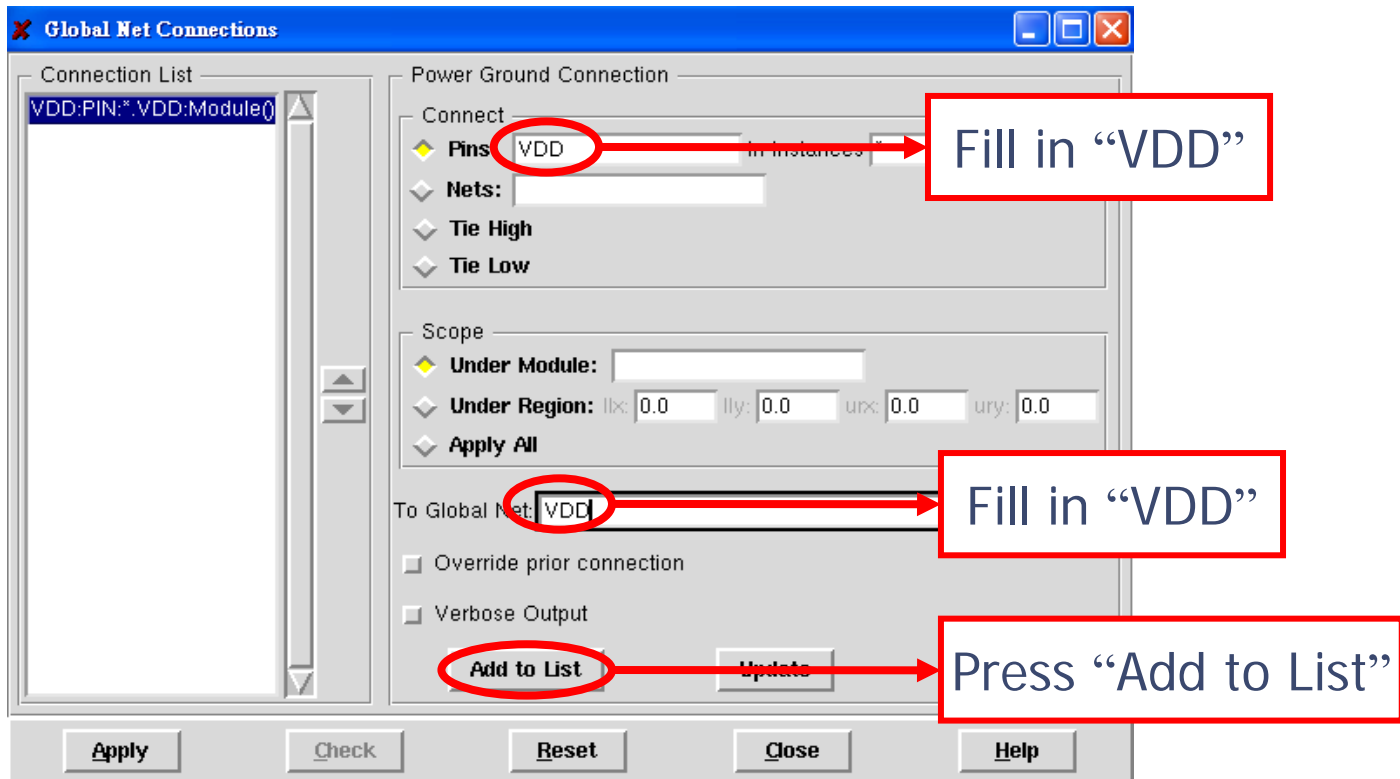 Global Net Connections
Connection List
VDD:PIN:*.VDD:Module()
Power Ground Connection
Connect
Pins VDD In Instances
Fill in “VDD”
Nets:
Tie High
Tie Low
Scope
Under Module:
Under Region: llx: 0.0 lly: 0.0 urx: 0.0 ury: 0.0
Apply All
To Global Net: VDD
Fill in “VDD”
Override prior connection
Verbose Output
Add to List Update
Press “Add to List”
Apply Check Reset Close Help